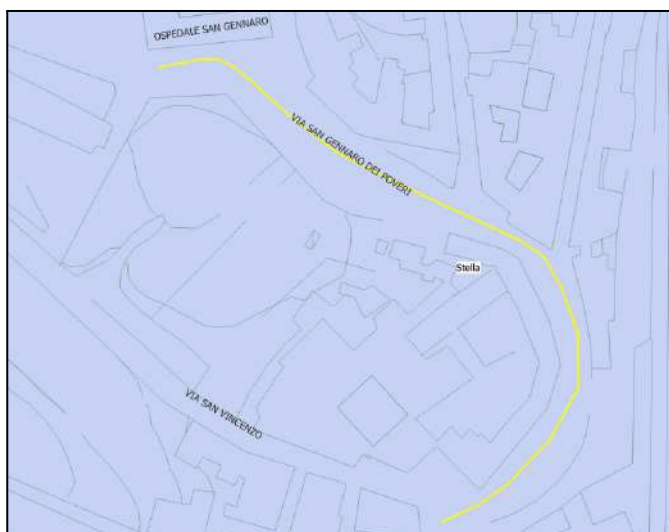 OSPEDALE SAN GENNARO
VIA SAN GENNARO DEI POVERI
Stella
VIA SAN VINCENZO